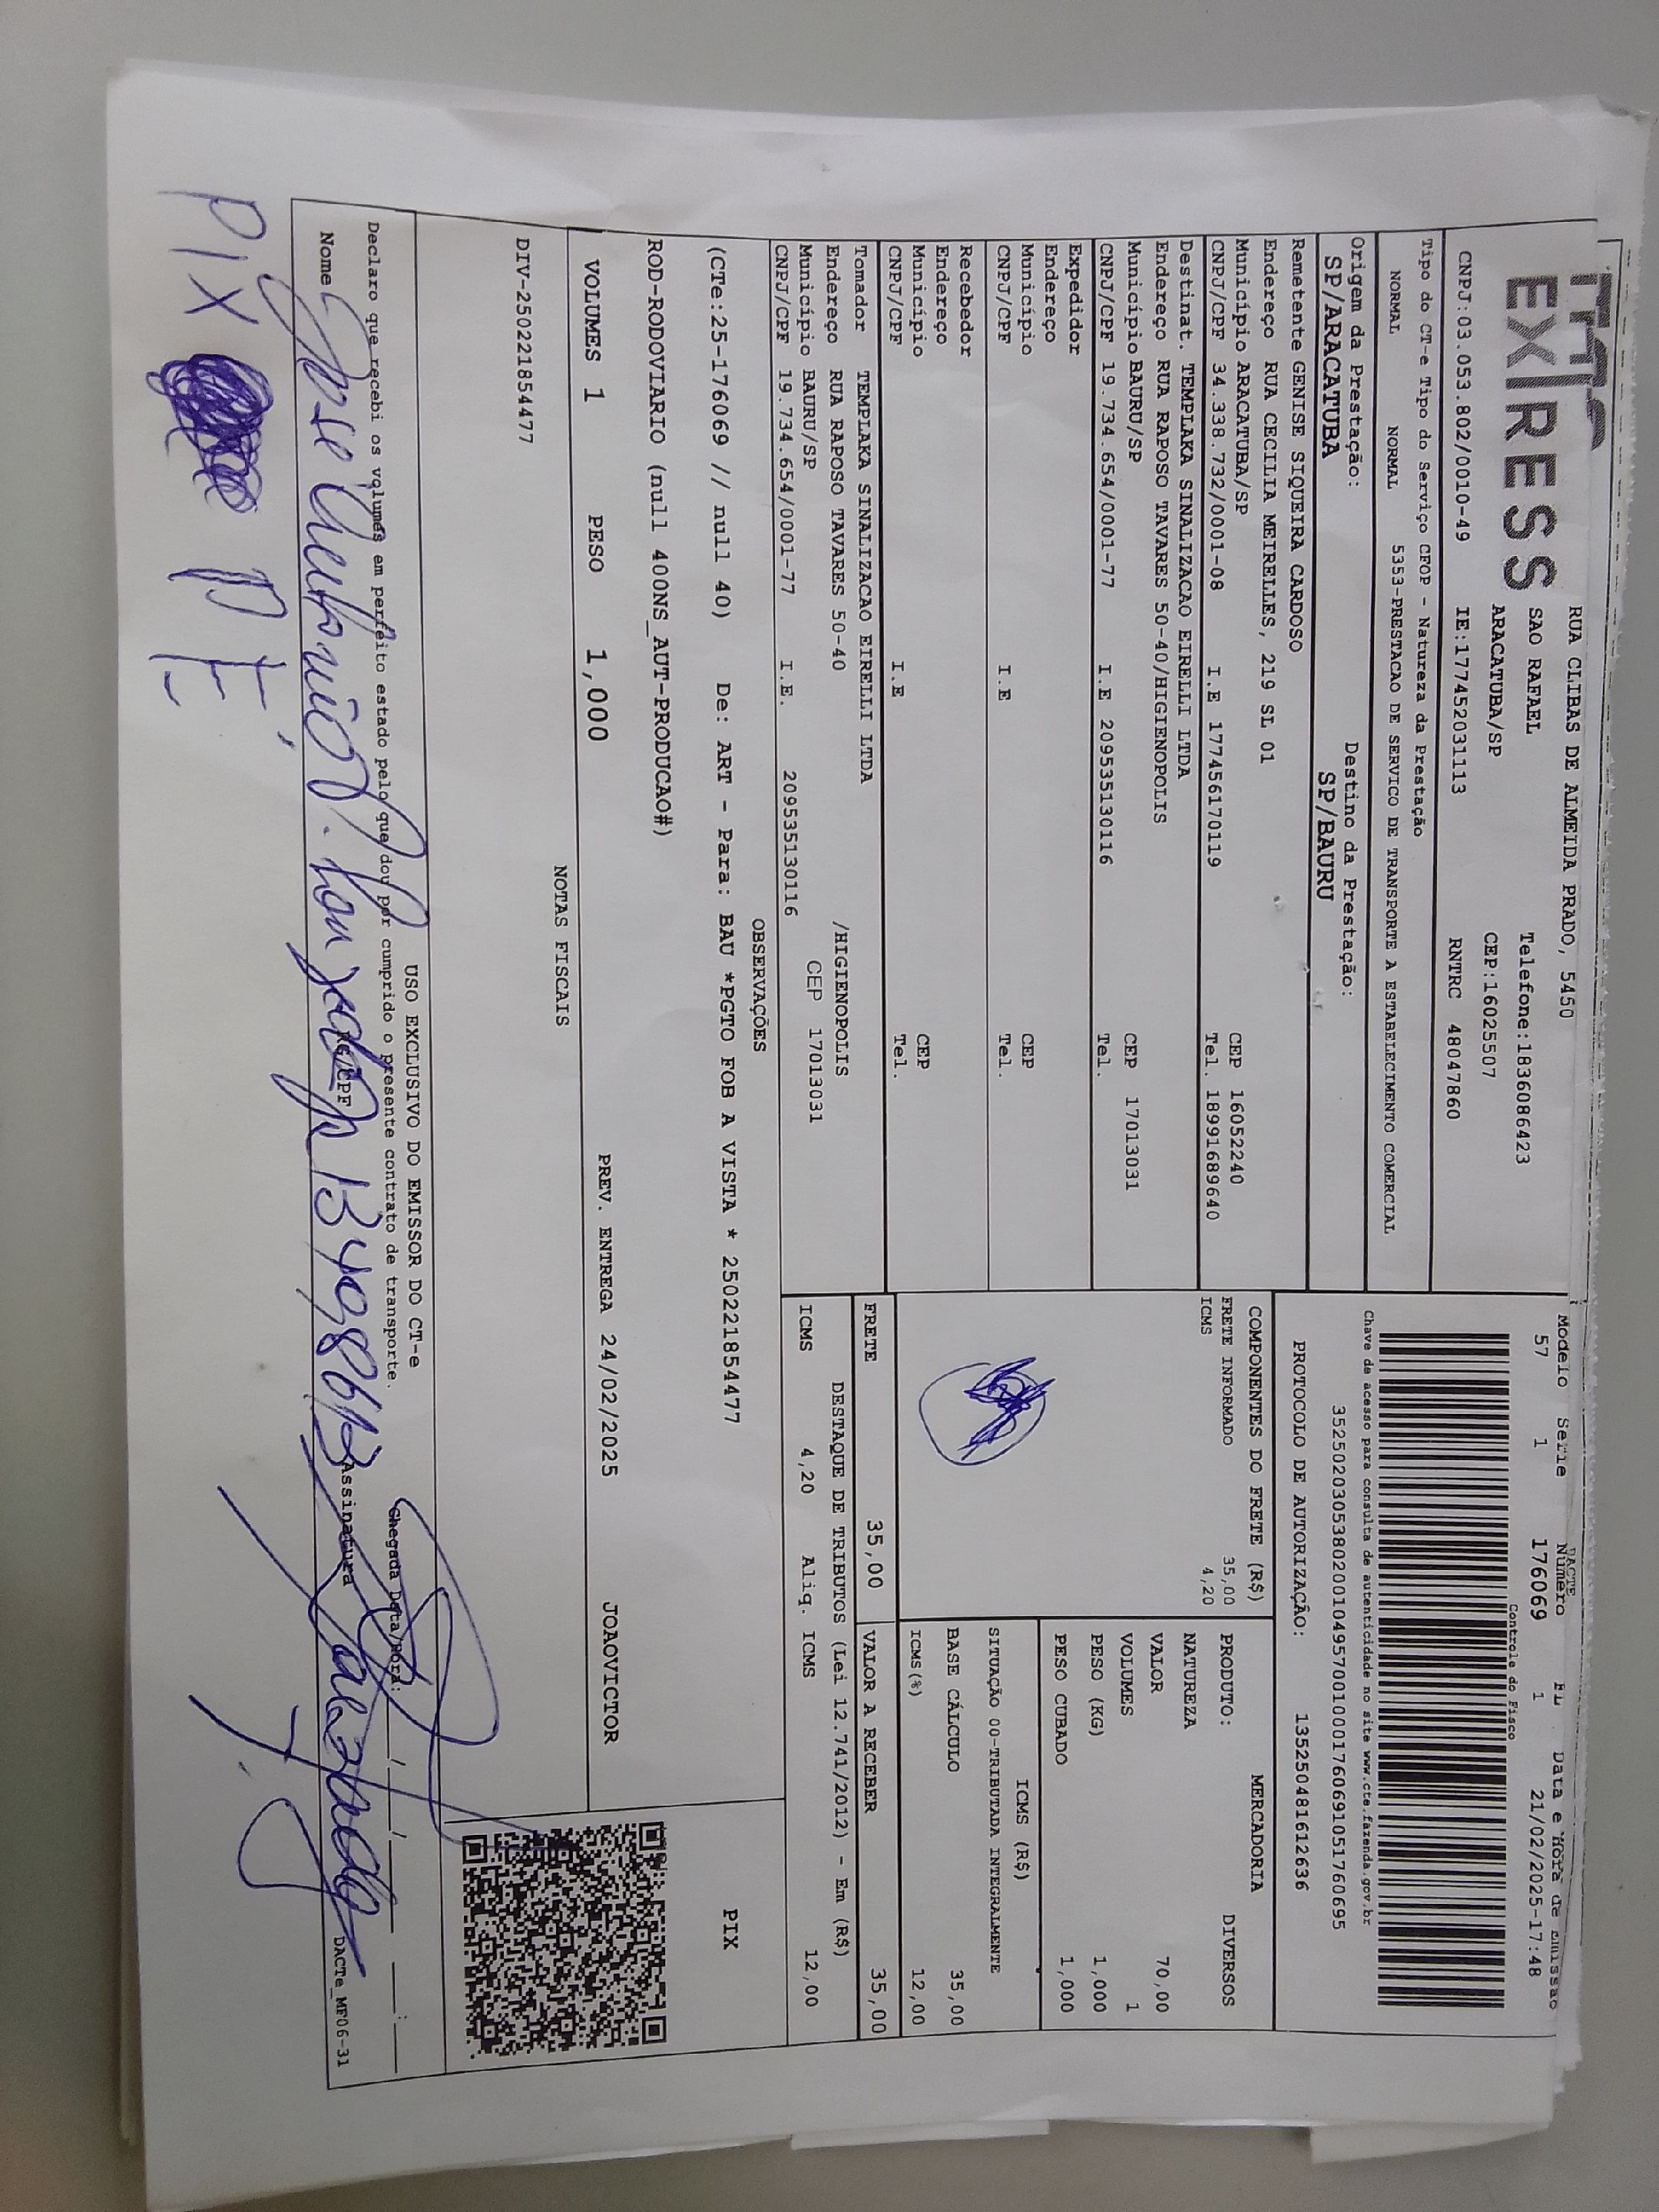 EXPRESS
RUA CLIBAS DE ALMEIDA PRADO, 5450
SAO RAFAEL Telefone:1836086423
ARACATUBA/SP CEP:16025507
CNPJ:03.053.802/0010-49 IE:177452031113 RNTRC 48047860
Tipo do CT-e Tipo do Serviço CFOP - Natureza da Prestação
NORMAL NORMAL 5353-PRESTACAO DE SERVICO DE TRANSPORTE A ESTABELECIMENTO COMERCIAL
Origem da Prestação: Destino da Prestação:
SP/ARACATUBA SP/BAURU
DACTE
Modelo Serie Número FL Data e Hora de Emissao
57 1 176069 1 21/02/2025-17:48
Controle do Fisco
Chave de acesso para consulta de autenticidade no site www.cte.fazenda.gov.br
35250203053802001049570010001760691051760695
PROTOCOLO DE AUTORIZAÇÃO: 135250481612636
Remetente GENISE SIQUEIRA CARDOSO
Endereço RUA CECILIA MEIRELLES, 219 SL 01
Município ARACATUBA/SP CEP 16052240
CNPJ/CPF 34.338.732/0001-08 I.E 177456170119 Tel. 18991689640
Destinat. TEMPLAKA SINALIZACAO EIRELLI LTDA
Endereço RUA RAPOSO TAVARES 50-40/HIGIENOPOLIS
Município BAURU/SP CEP 17013031
CNPJ/CPF 19.734.654/0001-77 I.E 209535130116 Tel.
Expedidor
Endereço
Município CEP
CNPJ/CPF I.E Tel.
Recebedor
Endereço
Município CEP
CNPJ/CPF I.E Tel.
Tomador TEMPLAKA SINALIZACAO EIRELLI LTDA
Endereço RUA RAPOSO TAVARES 50-40 /HIGIENOPOLIS
Município BAURU/SP CEP 17013031
CNPJ/CPF 19.734.654/0001-77 I.E. 209535130116
COMPONENTES DO FRETE (R$)
FRETE INFORMADO 35,00
ICMS 4,20
MERCADORIA
PRODUTO: DIVERSOS
NATUREZA
VALOR 70,00
VOLUMES 1
PESO (KG) 1,000
PESO CUBADO 1,000
ICMS (R$)
SITUAÇÃO 00-TRIBUTADA INTEGRALMENTE
BASE CÁLCULO 35,00
ICMS(%) 12,00
FRETE 35,00 VALOR A RECEBER 35,00
DESTAQUE DE TRIBUTOS (Lei 12.741/2012) - Em (R$)
ICMS 4,20 Aliq. ICMS 12,00
OBSERVAÇÕES
(CTe:25-176069 // null 40) De: ART - Para: BAU *PGTO FOB A VISTA * 250221854477
ROD-RODOVIARIO (null 400NS_AUT-PRODUCAO#)
PIX
VOLUMES 1 PESO 1,000 PREV. ENTREGA 24/02/2025 JOAOVICTOR
NOTAS FISCAIS
DIV-250221854477
USO EXCLUSIVO DO EMISSOR DO CT-e
Declaro que recebi os volumes em perfeito estado pelo que dou por cumprido o presente contrato de transporte.
Chegada Data/Hora:
Nome RG/CPF Assinatura DACTe_MF06-31
Jose Antonio
PIX